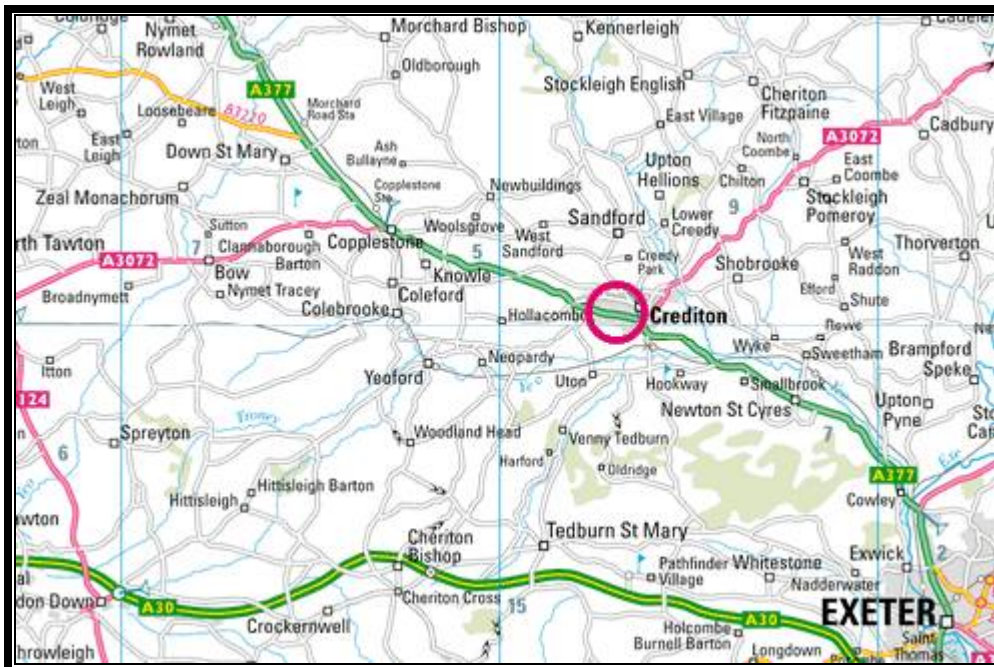 Nymet
Rowland
Morchard Bishop
Kennerleigh
Oldborough
A377
Stockleigh English
Cheriton
Fitzpaine
West
Leigh
Loosebeare
Morchard
Road Sta
East Village
A3072
Cadbury
East
Leigh
Down St Mary
Ash
Bullayne
North
Coombe
Upton
Hellions
Chilton
East
Coombe
Zeal Monachorum
Copplestone
Newbuildings
Stockleigh
Pomeroy
9
Sutton
Woolsgrove
Sandford
Lower
Creedy
7
Clannaborough
Barton
Copplestone
5
West
Sandford
Creedy
Park
West
Raddon
Thorverton
A3072
Bow
Knowle
Shobrooke
Broadnymett
Nymet Tracey
Coleford
Efford
Shute
Colebrooke
Crediton
Wyke
Sweetham
Brampford
Speke
Itton
Neopardy
Yeoford
Uton
Hookway
Smallbrook
Newton St Cyres
Upton
Pyne
Troney
Spreyton
6
Woodland Head
Venny Tedburn
7
Harford
Oldridge
A377
Hittisleigh Barton
Hittisleigh
Cowley
Tedburn St Mary
Cheriton
Bishop
Exwick
2
Pathfinder
Village
Whitestone
Nadderwater
Cheriton Cross
15
A30
Crockernwell
A30
EXETER
Holcombe
Burnell Barton
Saint
Thomas
Longdown